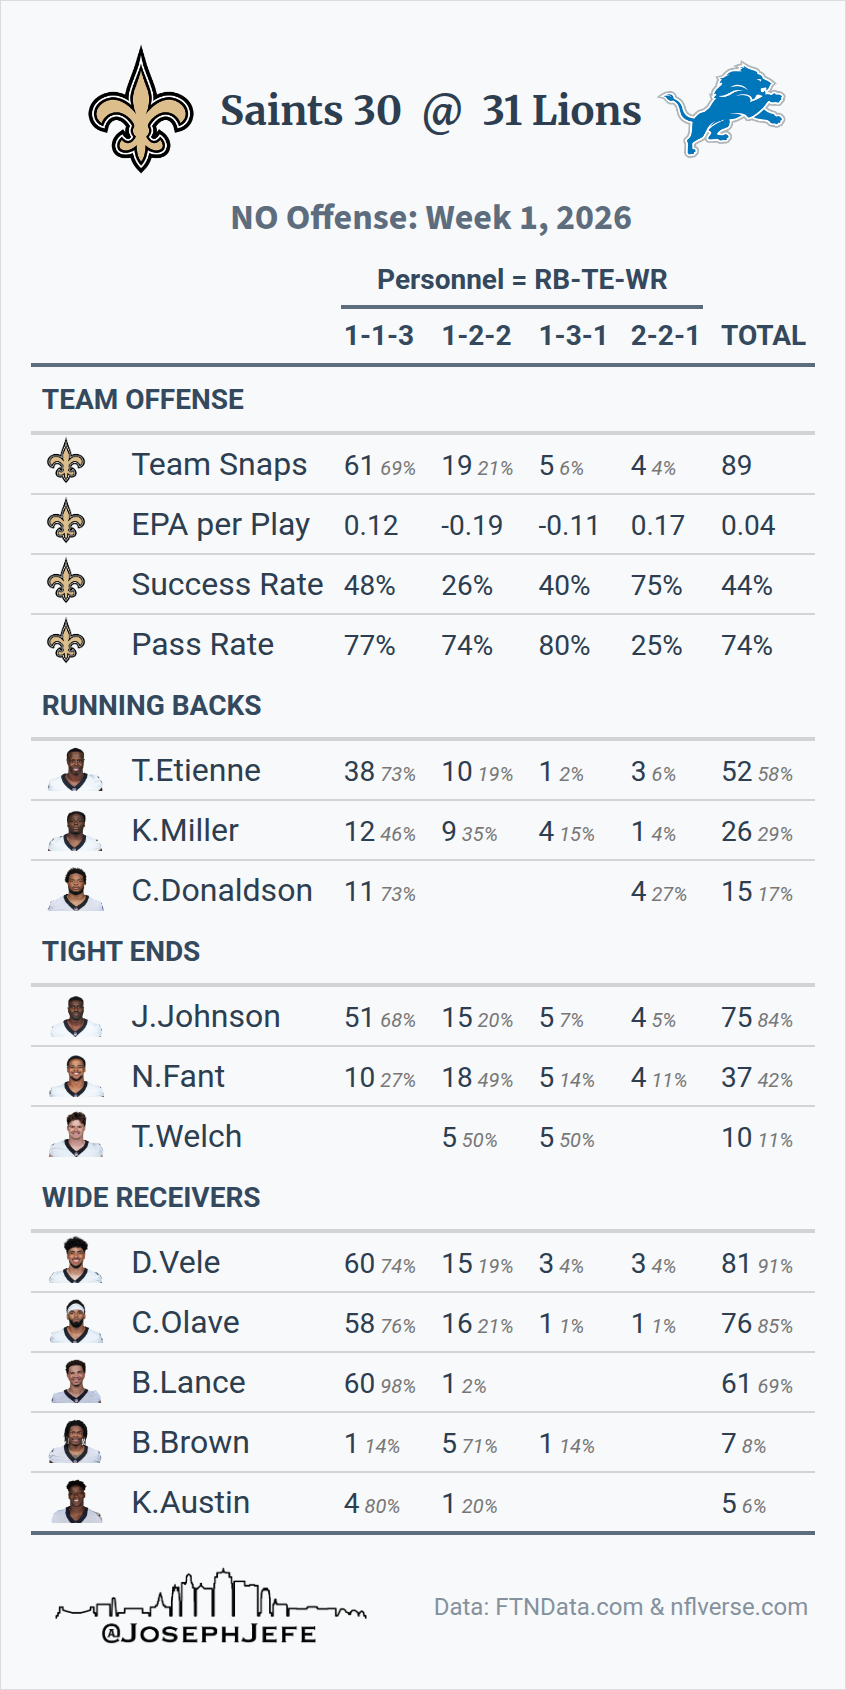 Saints 30 @ 31 Lions
NO Offense: Week 1, 2026
Personnel = RB-TE-WR
1-1-3 1-2-2 1-3-1 2-2-1 TOTAL
TEAM OFFENSE
Team Snaps 61 69% 19 21% 5 6% 4 4% 89
EPA per Play 0.12 -0.19 -0.11 0.17 0.04
Success Rate 48% 26% 40% 75% 44%
Pass Rate 77% 74% 80% 25% 74%
RUNNING BACKS
T.Etienne 38 73% 10 19% 1 2% 3 6% 52 58%
K.Miller 12 46% 9 35% 4 15% 1 4% 26 29%
C.Donaldson 11 73% 4 27% 15 17%
TIGHT ENDS
J.Johnson 51 68% 15 20% 5 7% 4 5% 75 84%
N.Fant 10 27% 18 49% 5 14% 4 11% 37 42%
T.Welch 5 50% 5 50% 10 11%
WIDE RECEIVERS
D.Vele 60 74% 15 19% 3 4% 3 4% 81 91%
C.Olave 58 76% 16 21% 1 1% 1 1% 76 85%
B.Lance 60 98% 1 2% 61 69%
B.Brown 1 14% 5 71% 1 14% 7 8%
K.Austin 4 80% 1 20% 5 6%
@JOSEPHJEFE
Data: FTNData.com & nflverse.com